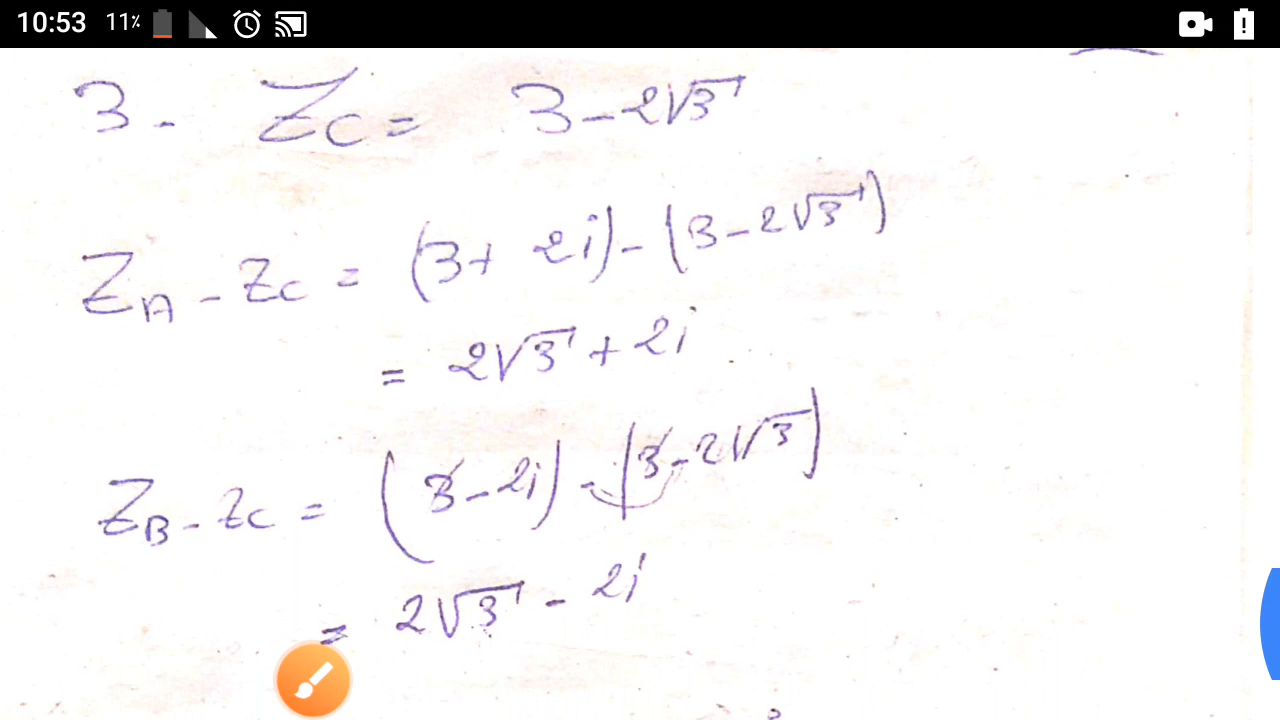 10:53 11%
3- Zc = 3-2√3
ZA - Zc = (3+ 2i) - (3-2√3)
= 2√3 + 2i
ZB - Zc = (3-2i) - (3-2√3)
= 2√3 - 2i